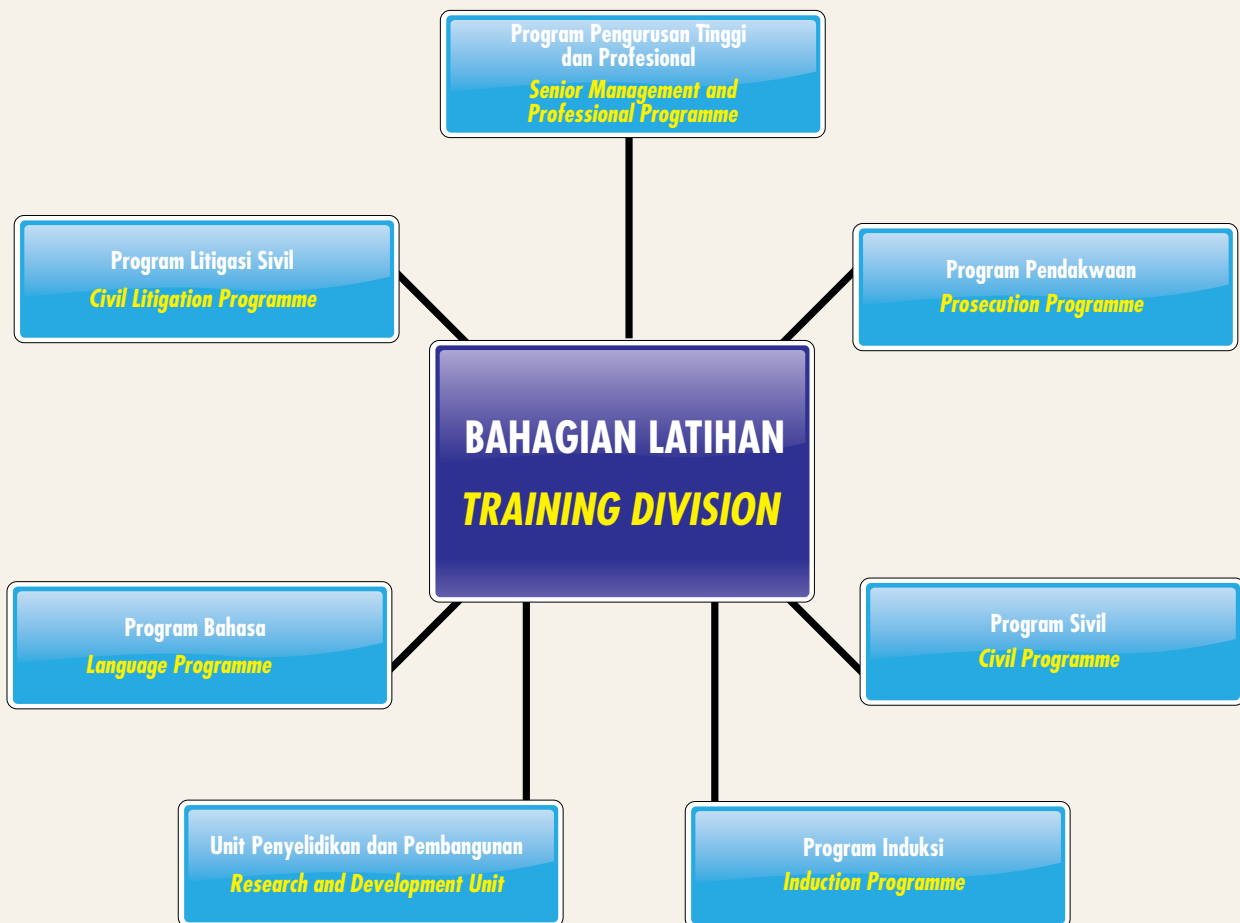 Program Pengurusan Tinggi
dan Profesional
Senior Management and
Professional Programme
Program Litigasi Sivil
Civil Litigation Programme
Program Pendakwaan
Prosecution Programme
BAHAGIAN LATIHAN
TRAINING DIVISION
Program Bahasa
Language Programme
Program Sivil
Civil Programme
Unit Penyelidikan dan Pembangunan
Research and Development Unit
Program Induksi
Induction Programme